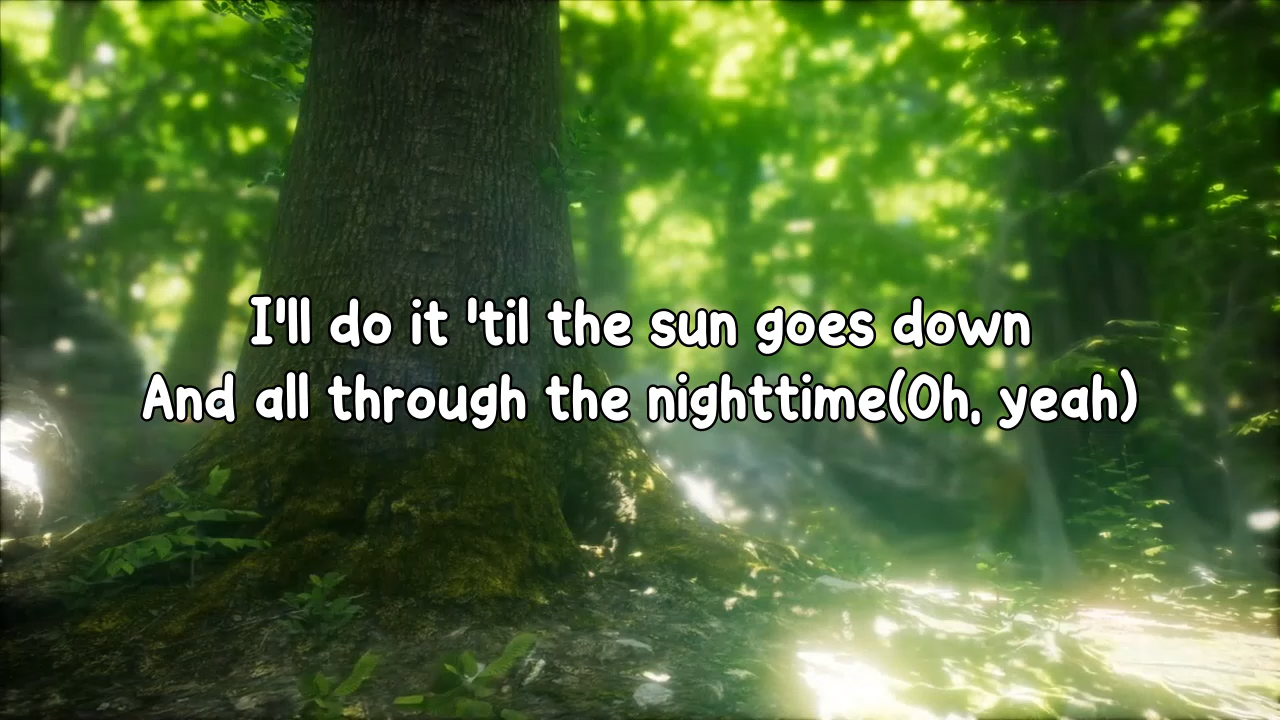 I'll do it 'til the sun goes down
And all through the nighttime(Oh, yeah)